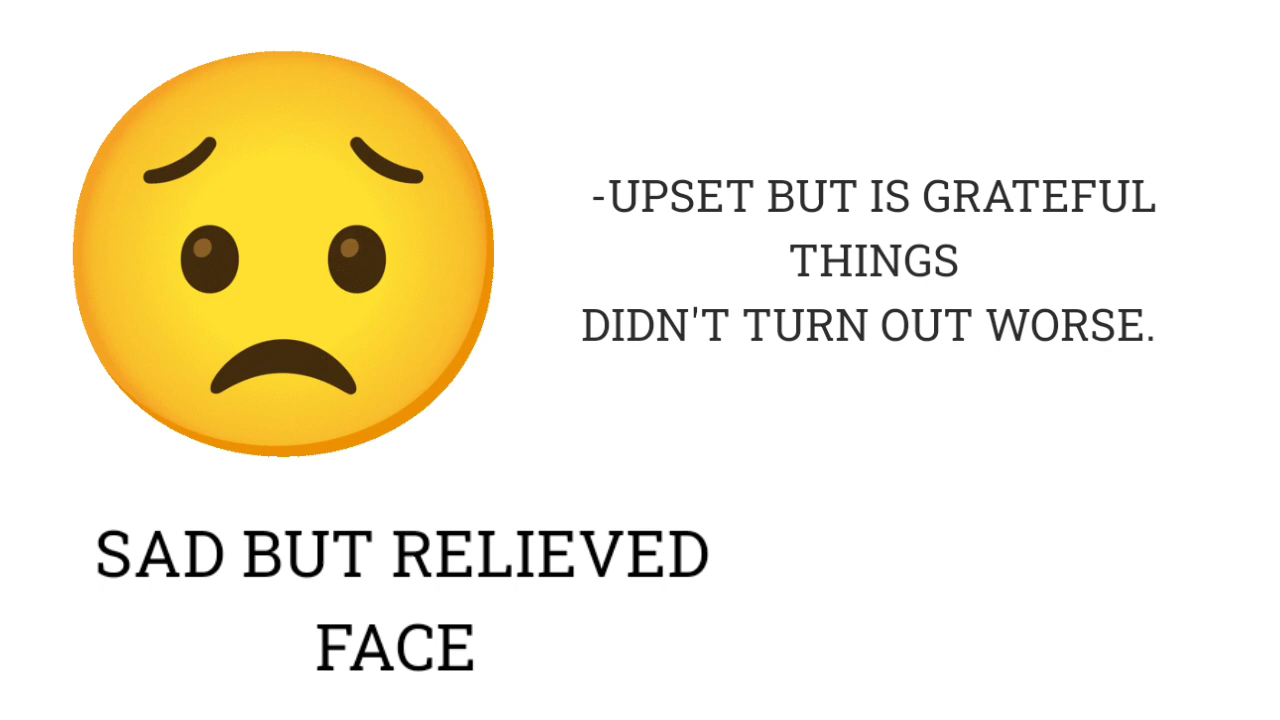 -UPSET BUT IS GRATEFUL
THINGS
DIDN'T TURN OUT WORSE.
SAD BUT RELIEVED
FACE